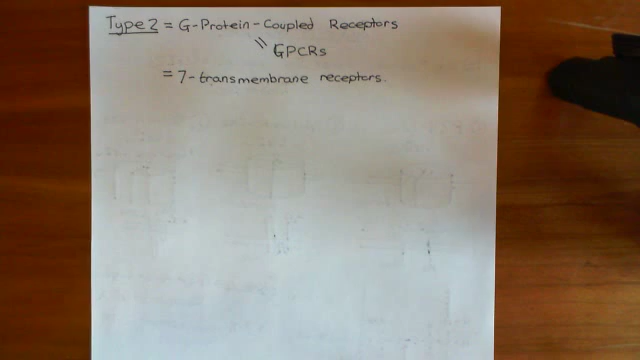 Type 2 = G-Protein-Coupled Receptors
= GPCRs
= 7-transmembrane receptors.